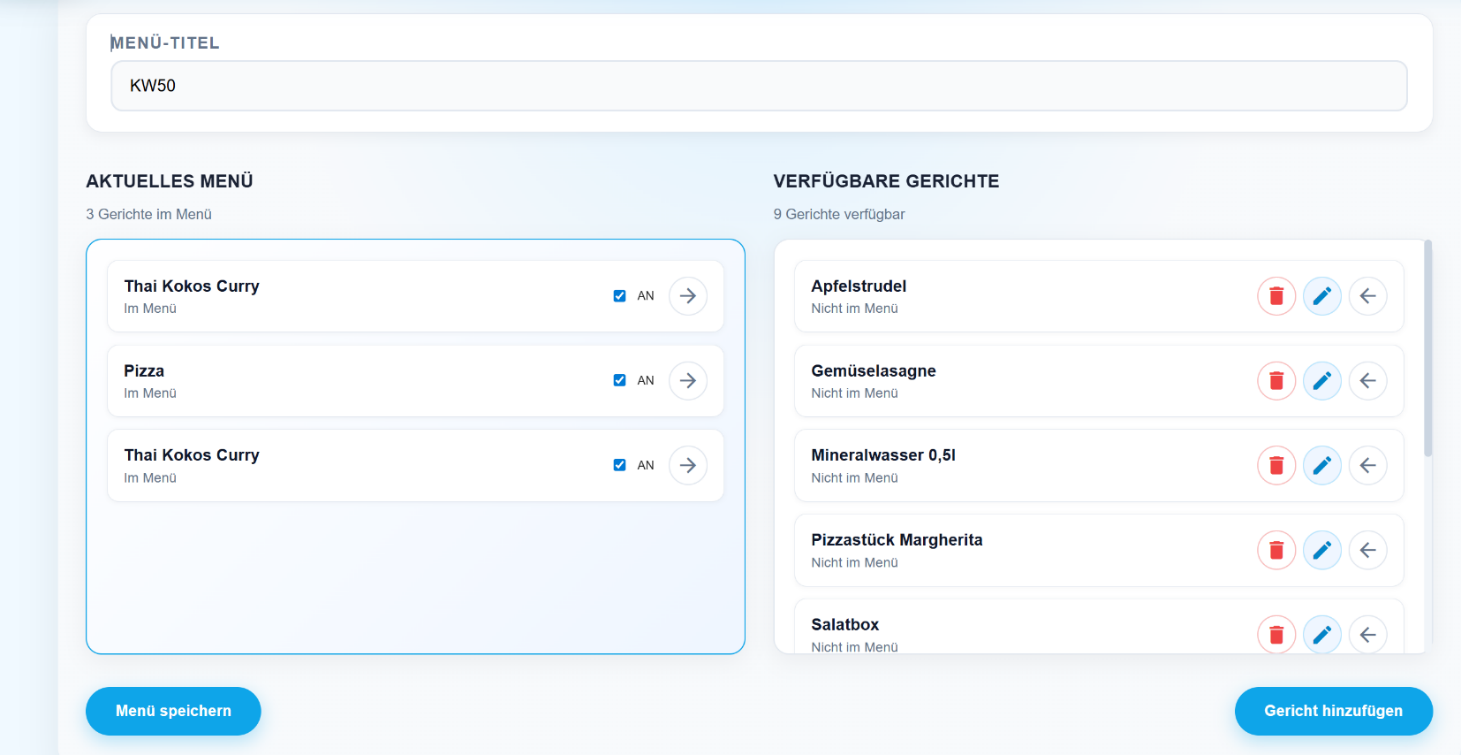 MENÜ-TITEL
KW50
AKTUELLES MENÜ
3 Gerichte im Menü
Thai Kokos Curry
Im Menü
AN
Pizza
Im Menü
AN
Thai Kokos Curry
Im Menü
AN
Menü speichern
VERFÜGBARE GERICHTE
9 Gerichte verfügbar
Apfelstrudel
Nicht im Menü
Gemüselasagne
Nicht im Menü
Mineralwasser 0,5l
Nicht im Menü
Pizzastück Margherita
Nicht im Menü
Salatbox
Nicht im Menü
Gericht hinzufügen